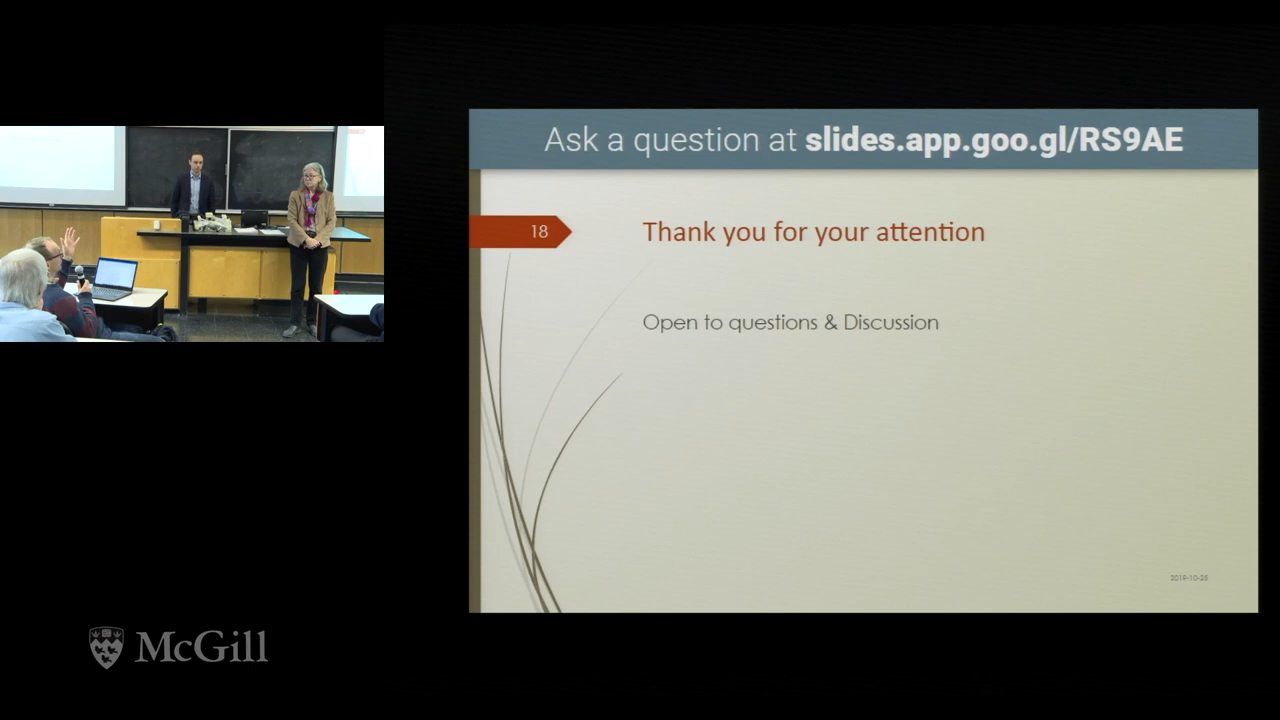 Ask a question at slides.app.goo.gl/RS9AE
18
Thank you for your attention
Open to questions & Discussion
2019-10-25
McGill